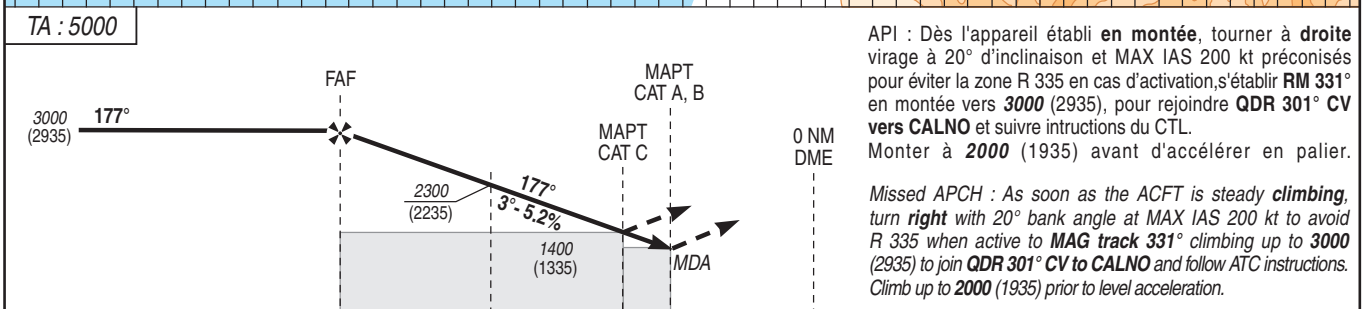 TA : 5000
FAF
MAPT
CAT A, B
MAPT
CAT C
0 NM
DME
3000
(2935)
177°
2300
(2235)
177°
3°- 5.2%
1400
(1335)
MDA
API : Dès l'appareil établi en montée, tourner à droite
virage à 20° d'inclinaison et MAX IAS 200 kt préconisés
pour éviter la zone R 335 en cas d'activation,s'établir RM 331°
en montée vers 3000 (2935), pour rejoindre QDR 301° CV
vers CALNO et suivre intructions du CTL.
Monter à 2000 (1935) avant d'accélérer en palier.
Missed APCH : As soon as the ACFT is steady climbing,
turn right with 20° bank angle at MAX IAS 200 kt to avoid
R 335 when active to MAG track 331° climbing up to 3000
(2935) to join QDR 301° CV to CALNO and follow ATC instructions.
Climb up to 2000 (1935) prior to level acceleration.